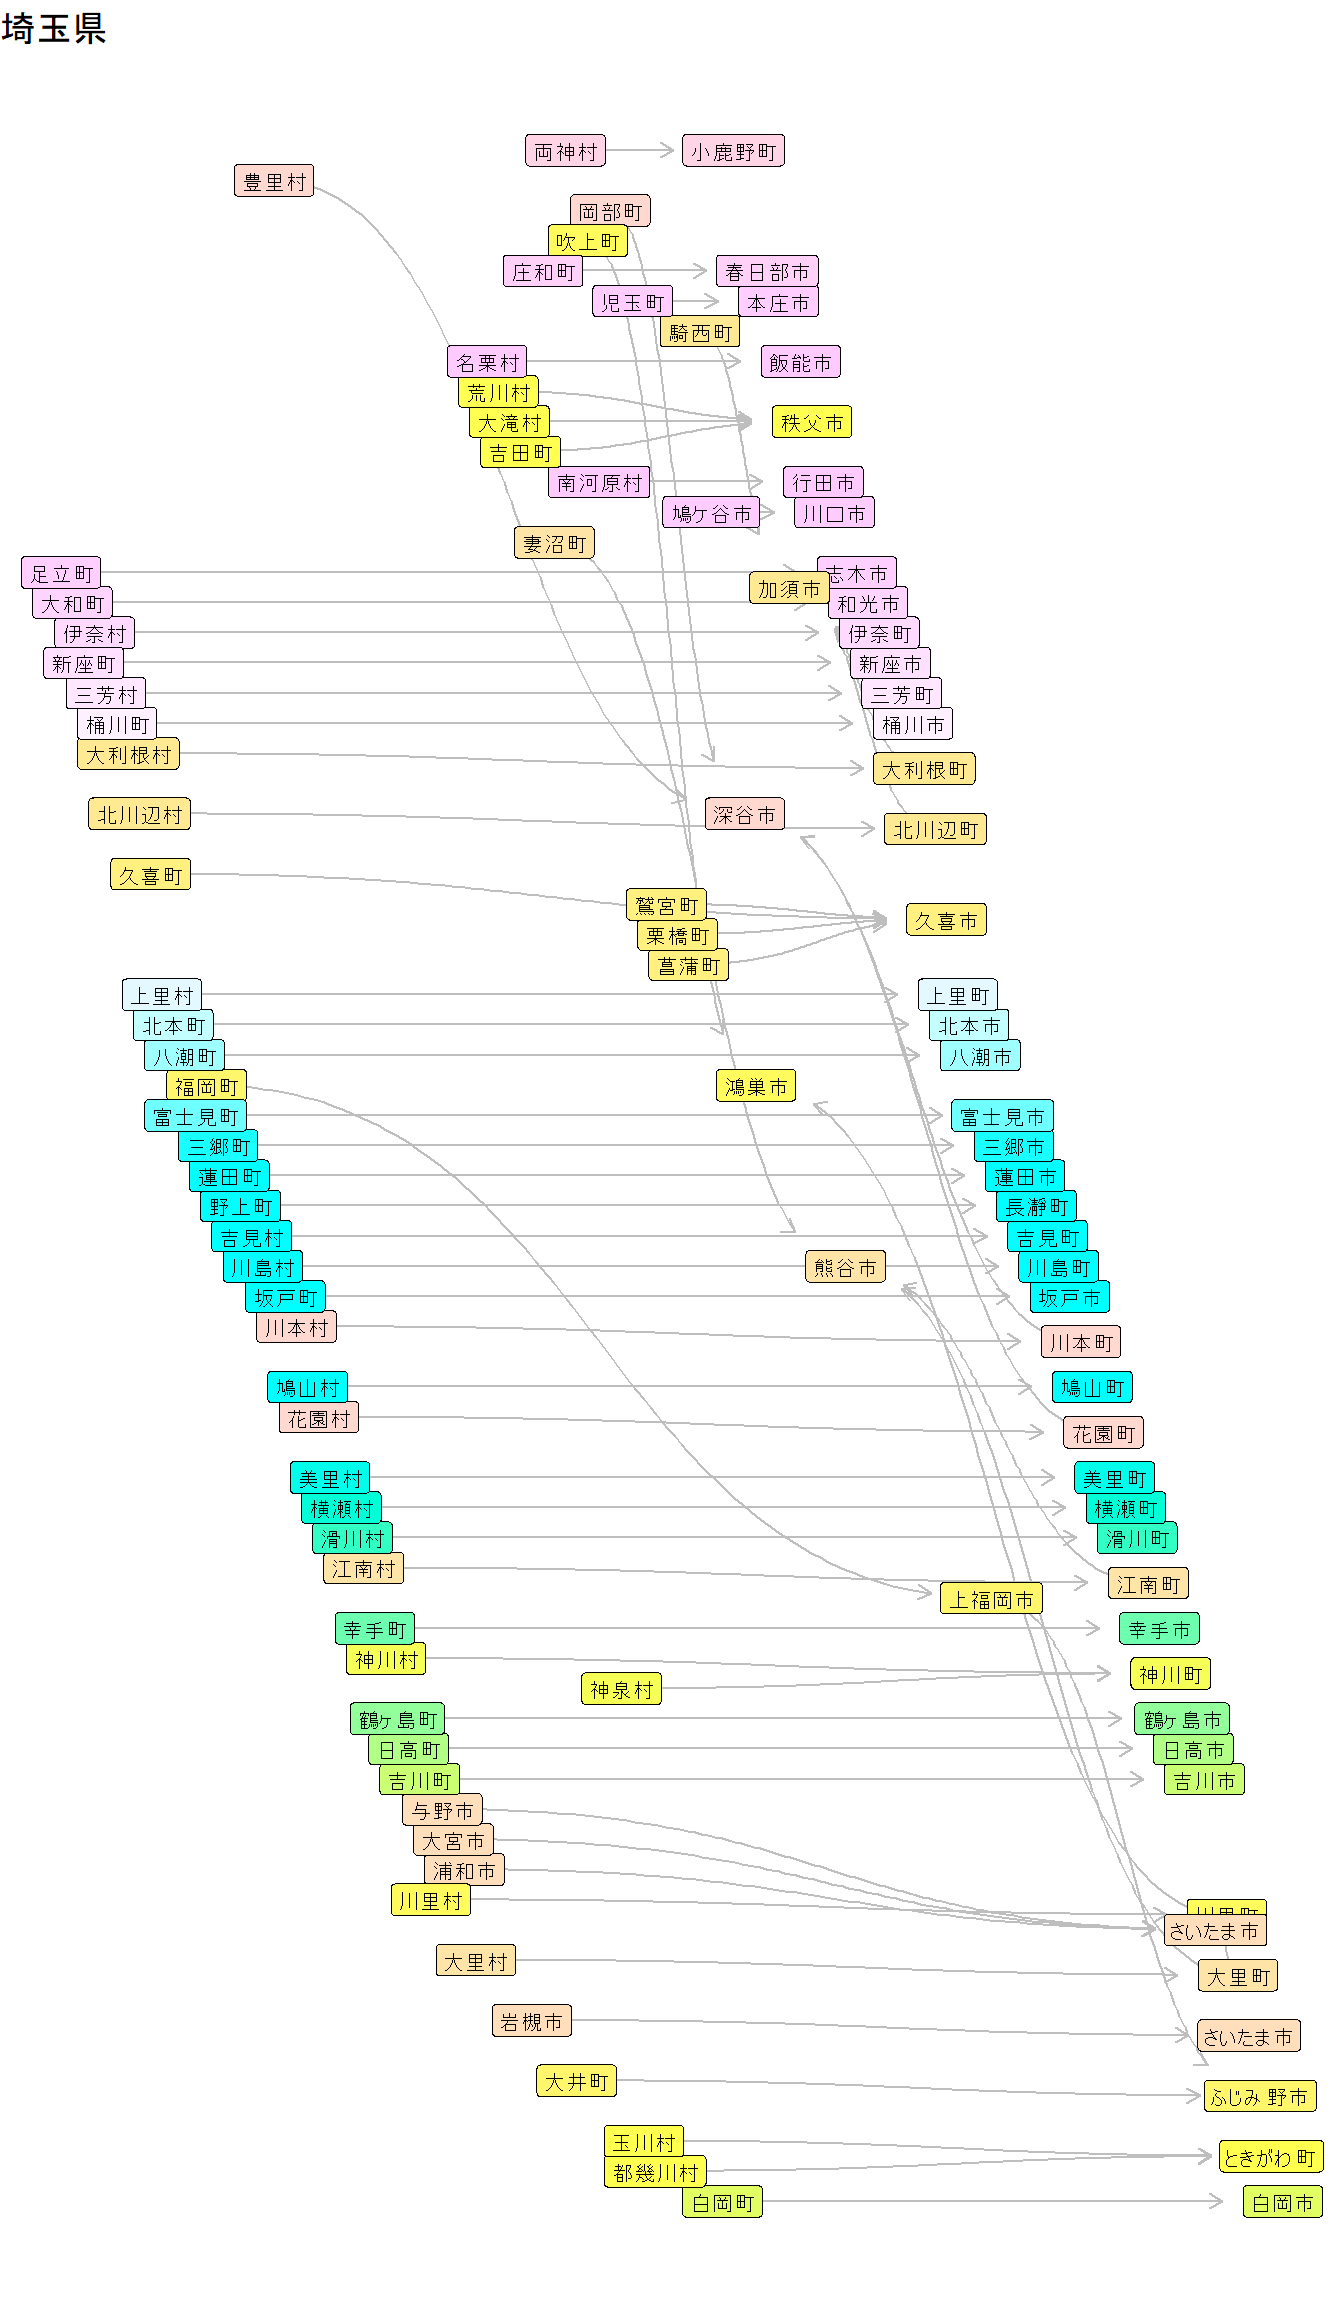 埼玉県
両神村 小鹿野町
豊里村
岡部町
吹上町
庄和町 春日部市
児玉町 本庄市
騎西町
名栗村 飯能市
荒川村
大滝村 秩父市
吉田町
南河原村 行田市
鳩ケ谷市 川口市
妻沼町
足立町 志木市
加須市
大和町 和光市
伊奈村 伊奈町
新座町 新座市
三芳村 三芳町
桶川町 桶川市
大利根村 大利根町
北川辺村 深谷市 北川辺町
久喜町
鷲宮町 久喜市
栗橋町
菖蒲町
上里村 上里町
北本町 北本市
八潮町 八潮市
福岡町 鴻巣市
富士見町 富士見市
三郷町 三郷市
蓮田町 蓮田市
野上町 長瀞町
吉見村 吉見町
川島村 熊谷市 川島町
坂戸町 坂戸市
川本村 川本町
鳩山村 鳩山町
花園村 花園町
美里村 美里町
横瀬村 横瀬町
滑川村 滑川町
江南村 江南町
上福岡市
幸手町 幸手市
神川村 神川町
神泉村
鶴ヶ島町 鶴ヶ島市
日高町 日高市
吉川町 吉川市
与野市
大宮市
浦和市
川里村 川里町
さいたま市
大里村 大里町
岩槻市 さいたま市
大井町 ふじみ野市
玉川村 ときがわ町
都幾川村
白岡町 白岡市